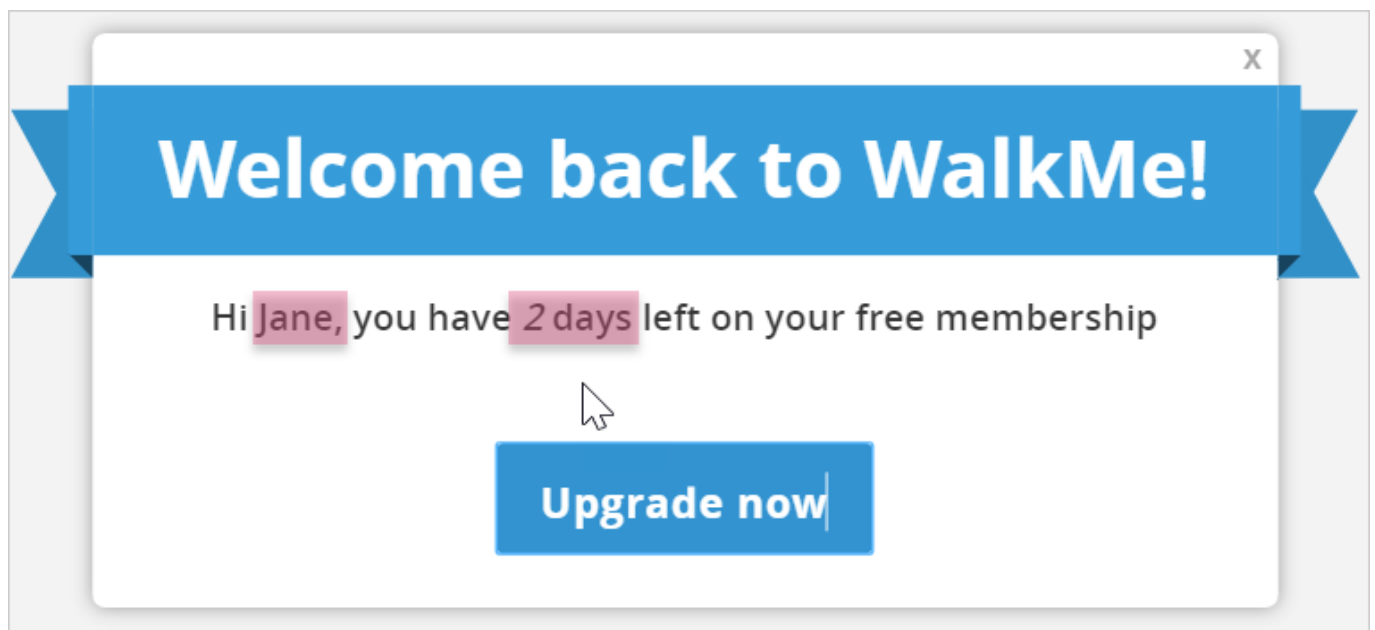 x
Welcome back to WalkMe!
Hi Jane, you have 2 days left on your free membership
Upgrade now